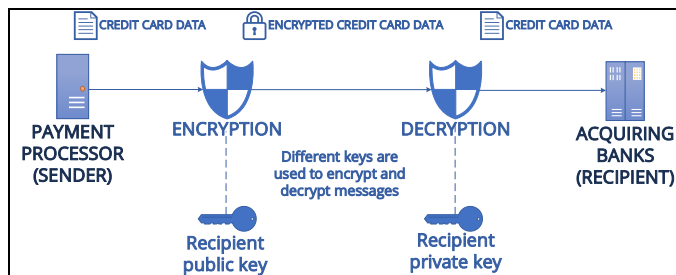 CREDIT CARD DATA
ENCRYPTED CREDIT CARD DATA
CREDIT CARD DATA
PAYMENT
PROCESSOR
(SENDER)
ENCRYPTION
DECRYPTION
ACQUIRING
BANKS
(RECIPIENT)
Different keys are
used to encrypt and
decrypt messages
Recipient
public key
Recipient
private key